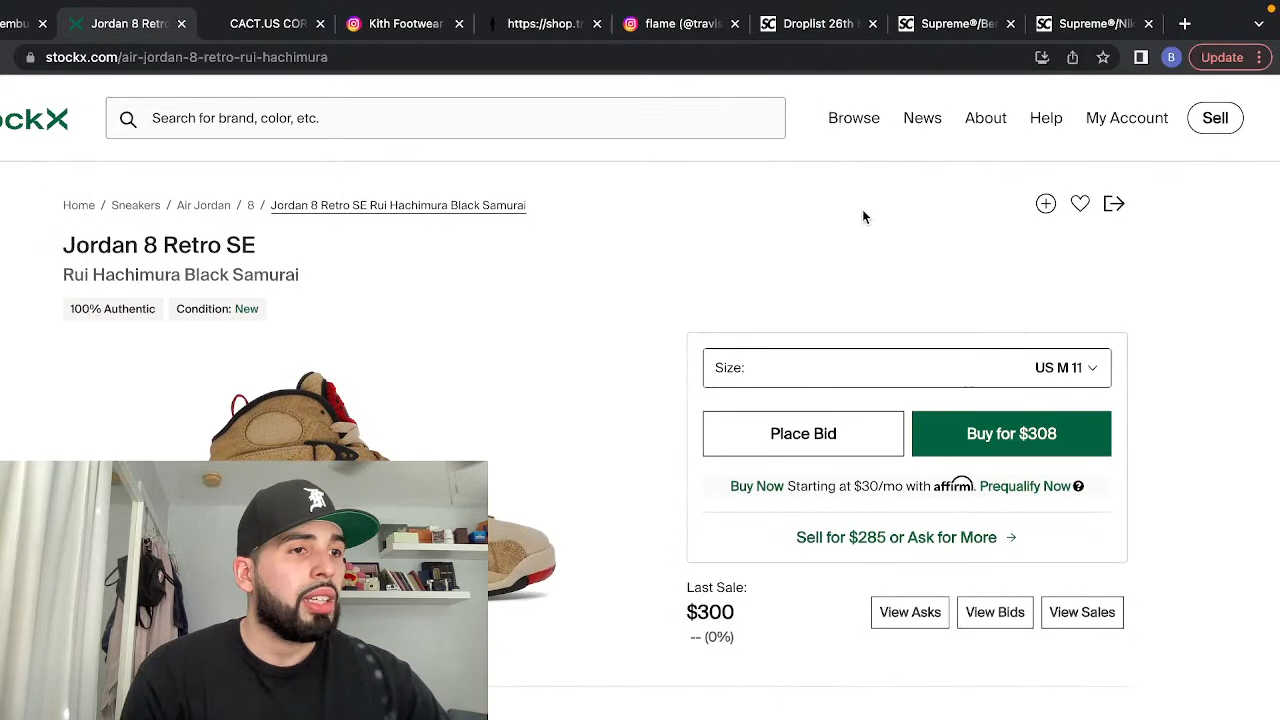 embu
Jordan 8 Retr
CACT.US COR
Kith Footwear
https://shop.tr
flame (@travis
Droplist 26th M
Supreme®/Ber
Supreme®/Nik
stockx.com/air-jordan-8-retro-rui-hachimura
B
Update
ockX
Search for brand, color, etc.
Browse
News
About
Help
My Account
Sell
Home / Sneakers / Air Jordan / 8 / Jordan 8 Retro SE Rui Hachimura Black Samurai
Jordan 8 Retro SE
Rui Hachimura Black Samurai
100% Authentic
Condition: New
Size:
US M 11
Place Bid
Buy for $308
Buy Now Starting at $30/mo with affirm. Prequalify Now ?
Sell for $285 or Ask for More →
Last Sale:
$300
-- (0%)
View Asks
View Bids
View Sales